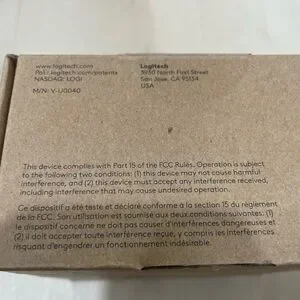 www.logitech.com
Pat.: logitech.com/patents
NASDAQ: LOGI
M/N: V-U0040
Logitech
3930 North First Street
San Jose, CA 95134
USA
This device complies with Part 15 of the FCC Rules. Operation is subject
to the following two conditions: (1) this device may not cause harmful
interference, and (2) this device must accept any interference received,
including interference that may cause undesired operation.
Ce dispositif a été testé et déclaré conforme à la section 15 du règlement
de la FCC. Son utilisation est soumise aux deux conditions suivantes: (1)
le dispositif concerné ne doit pas causer d'interférences dangereuses et
(2) il doit accepter toute interférence reçue, y compris les interférences
risquant d'engendrer un fonctionnement indésirable.